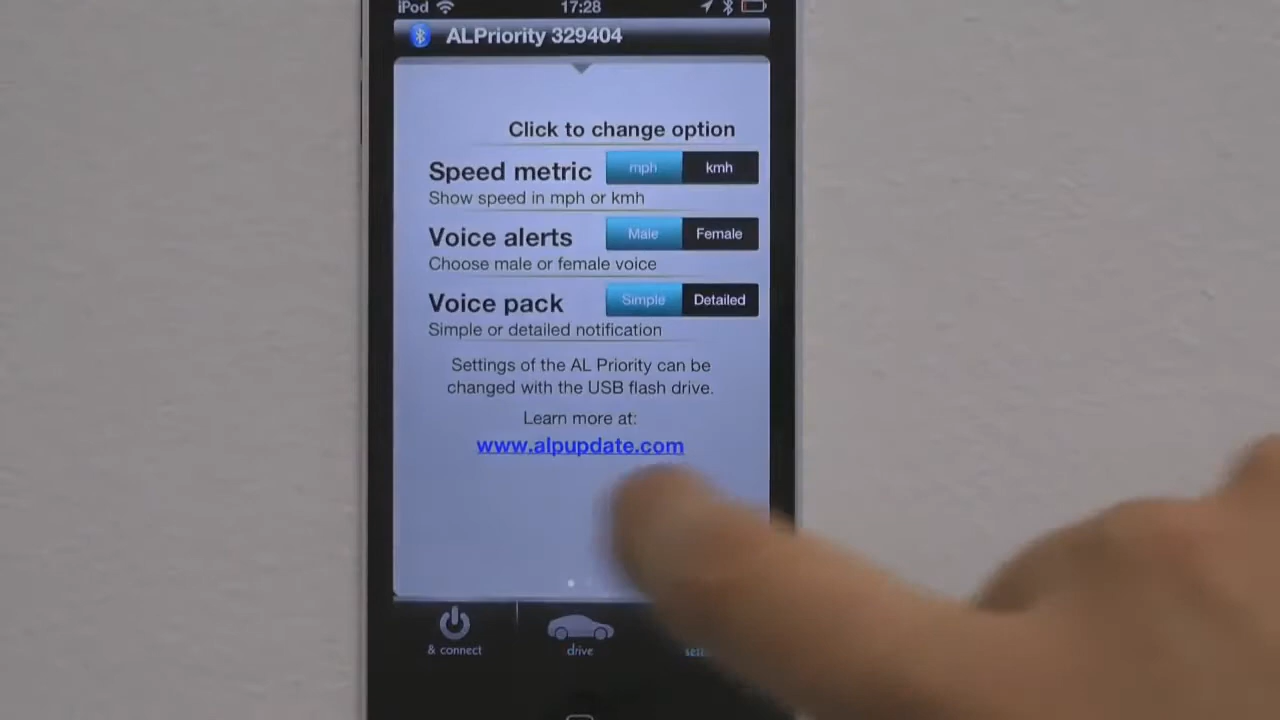 iPod 17:28
ALPriority 329404
Click to change option
Speed metric mph kmh
Show speed in mph or kmh
Voice alerts Male Female
Choose male or female voice
Voice pack Simple Detailed
Simple or detailed notification
Settings of the AL Priority can be
changed with the USB flash drive.
Learn more at:
www.alpupdate.com
& connect drive